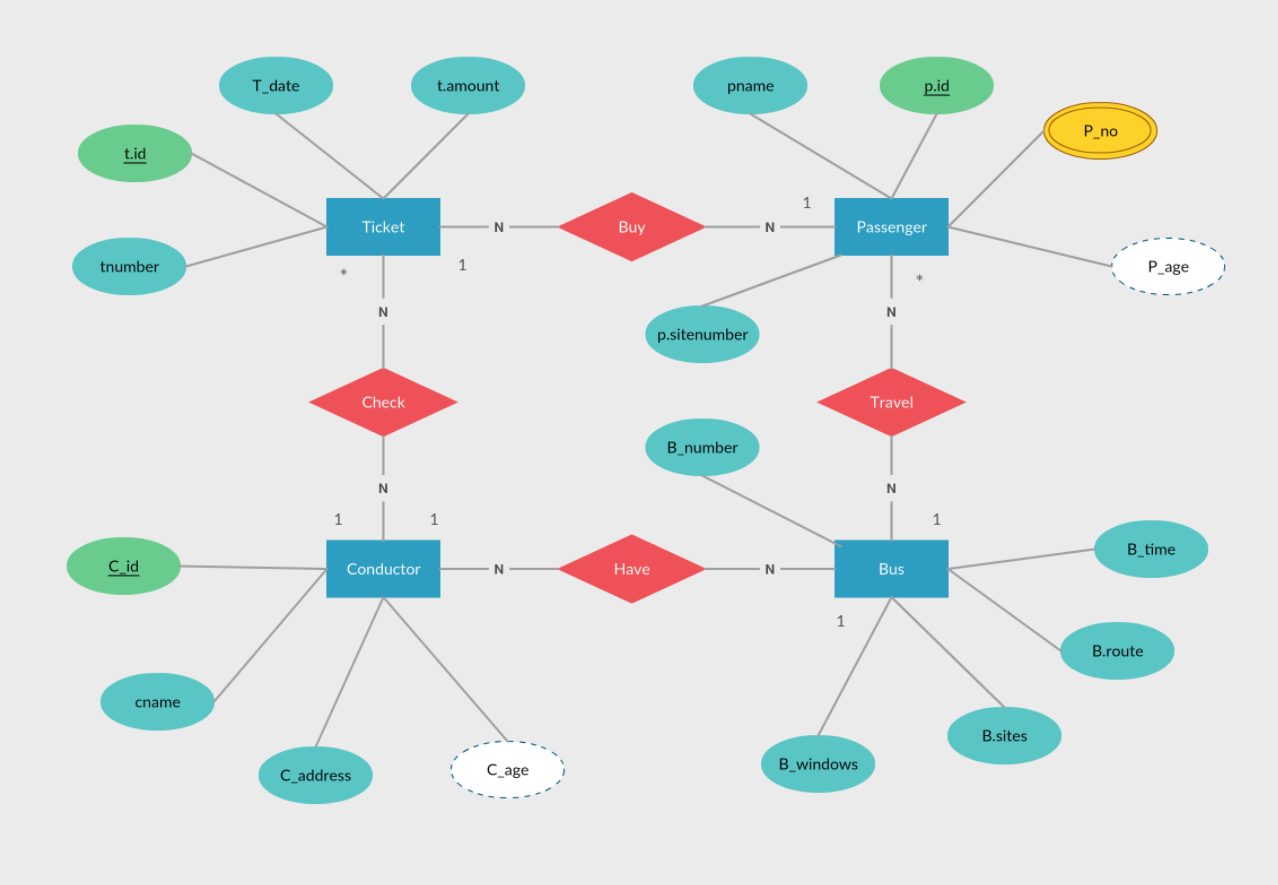 T_date
t.amount
pname
p.id
P_no
t.id
1
Ticket
N
Buy
N
Passenger
tnumber
1
P_age
*
*
N
N
p.sitenumber
Check
Travel
B_number
N
N
1
1
1
B_time
C_id
Conductor
N
Have
N
Bus
1
B.route
cname
B.sites
B_windows
C_age
C_address